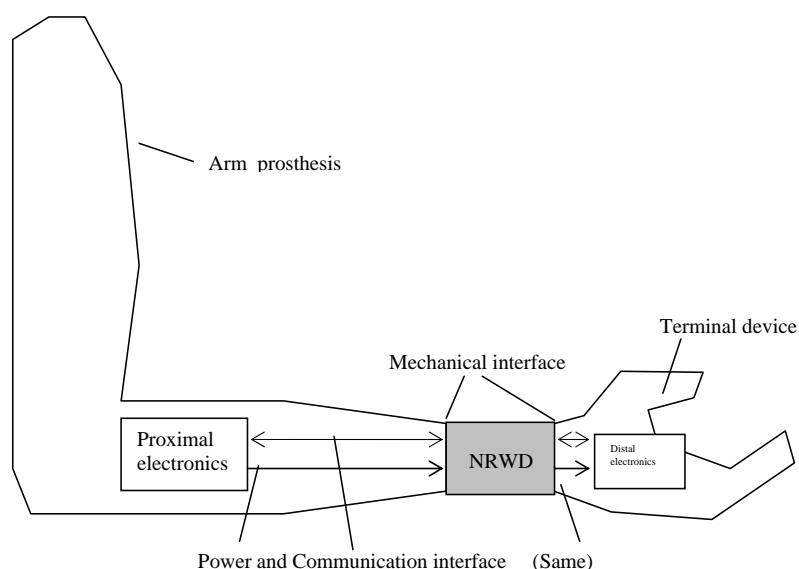 Arm prosthesis
Terminal device
Mechanical interface
Proximal
electronics
NRWD
Distal
electronics
Power and Communication interface (Same)